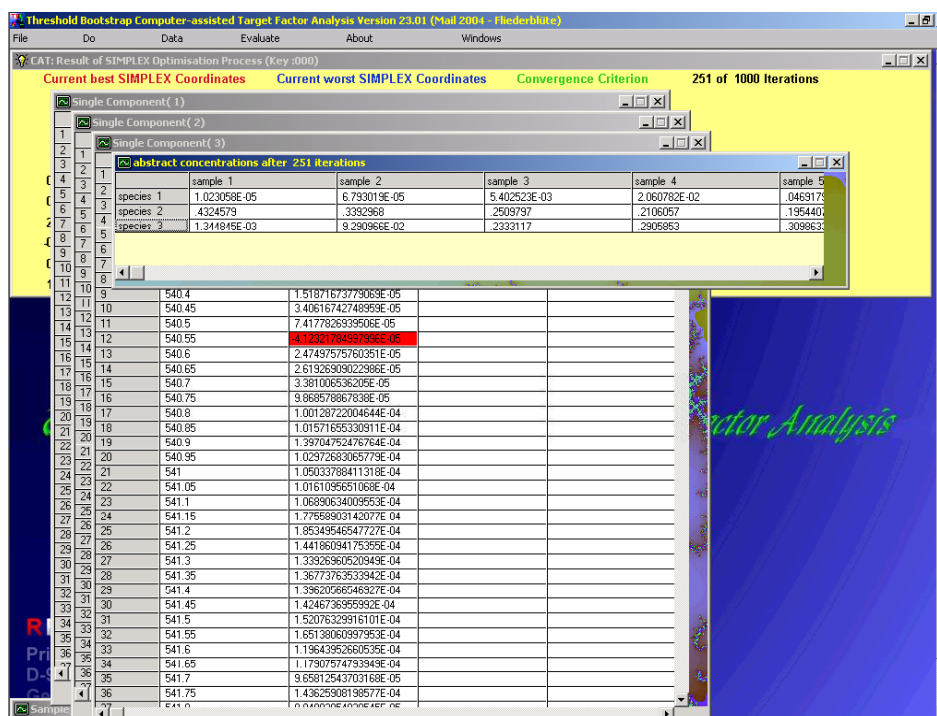 Threshold Bootstrap Computer-assisted Target Factor Analysis Version 23.01 (Mail 2004 - Fliederblüte)
File Do Data Evaluate About Windows
CAT: Result of SIMPLEX Optimisation Process (Key :000)
Current best SIMPLEX Coordinates Current worst SIMPLEX Coordinates Convergence Criterion 251 of 1000 Iterations
Single Component( 1)
Single Component( 2)
Single Component( 3)
abstract concentrations after 251 iterations
sample 1 sample 2 sample 3 sample 4 sample 5
species 1 1.023058E-05 6.793019E-05 5.402523E-03 2.060782E-02 .0469179
species 2 .4324579 .3392968 .2509797 .2106057 .1954407
species 3 1.344845E-03 9.290966E-02 .2333117 .2905853 .309863
9 540.4 1.51871673779069E-05
10 540.45 3.40616742748959E-05
11 540.5 7.4177826939506E-05
12 540.55 4.1232178499799​6E-05
13 540.6 2.47497575760351E-05
14 540.65 2.61926909022986E-05
15 540.7 3.381006536205E-05
16 540.75 9.868578867838E-05
17 540.8 1.00128722004644E-04
18 540.85 1.01571655330911E-04
19 540.9 1.39704752476764E-04
20 540.95 1.02972683065779E-04
21 541 1.05033788411318E-04
22 541.05 1.0161095651068E-04
23 541.1 1.06890634009553E-04
24 541.15 1.77558903142077E-04
25 541.2 1.85349546547727E-04
26 541.25 1.44186094175355E-04
27 541.3 1.33926960520949E-04
28 541.35 1.36773763533942E-04
29 541.4 1.39620566546927E-04
30 541.45 1.4246736955992E-04
31 541.5 1.52076329916101E-04
32 541.55 1.65138060997953E-04
33 541.6 1.19643952660535E-04
34 541.65 1.17907574793949E-04
35 541.7 9.65812543703168E-05
36 541.75 1.43625908198577E-04
Factor Analysis
Pri
D-9
Sample